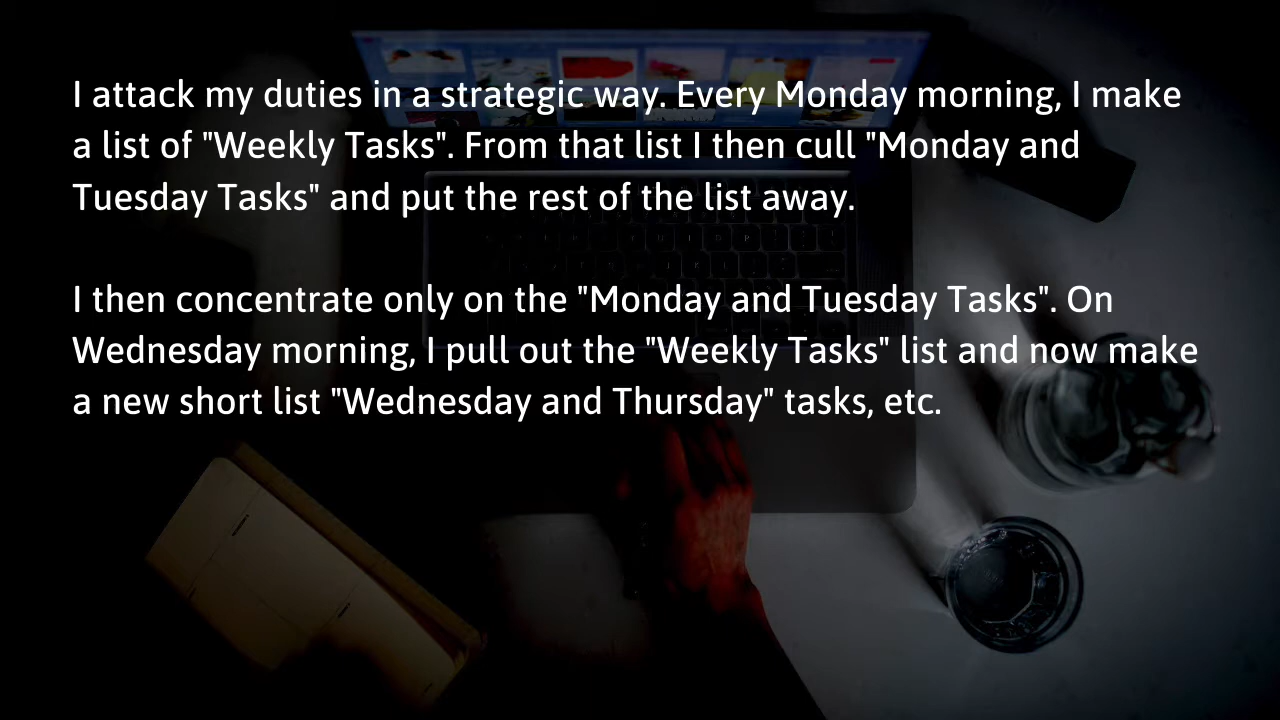 I attack my duties in a strategic way. Every Monday morning, I make
a list of "Weekly Tasks". From that list I then cull "Monday and
Tuesday Tasks" and put the rest of the list away.
I then concentrate only on the "Monday and Tuesday Tasks". On
Wednesday morning, I pull out the "Weekly Tasks" list and now make
a new short list "Wednesday and Thursday" tasks, etc.